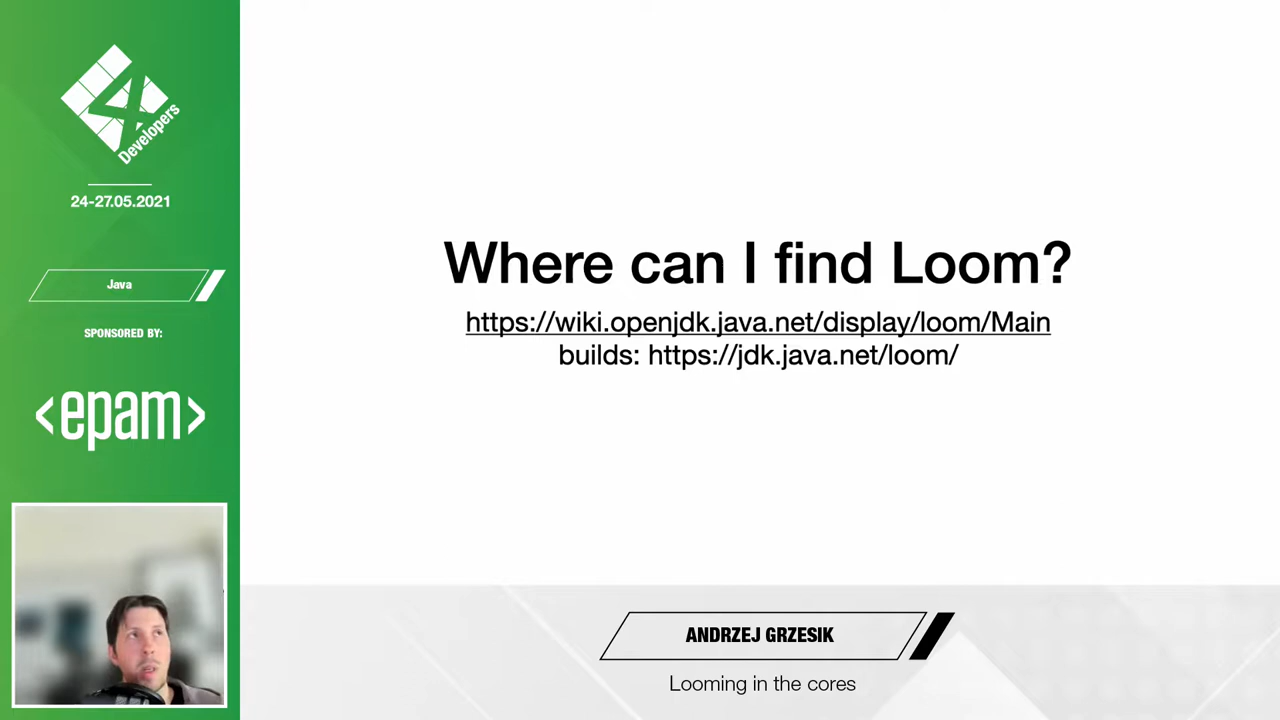 4
Developers
24-27.05.2021
Java
SPONSORED BY:
<epam>
Where can I find Loom?
https://wiki.openjdk.java.net/display/loom/Main
builds: https://jdk.java.net/loom/
ANDRZEJ GRZESIK
Looming in the cores